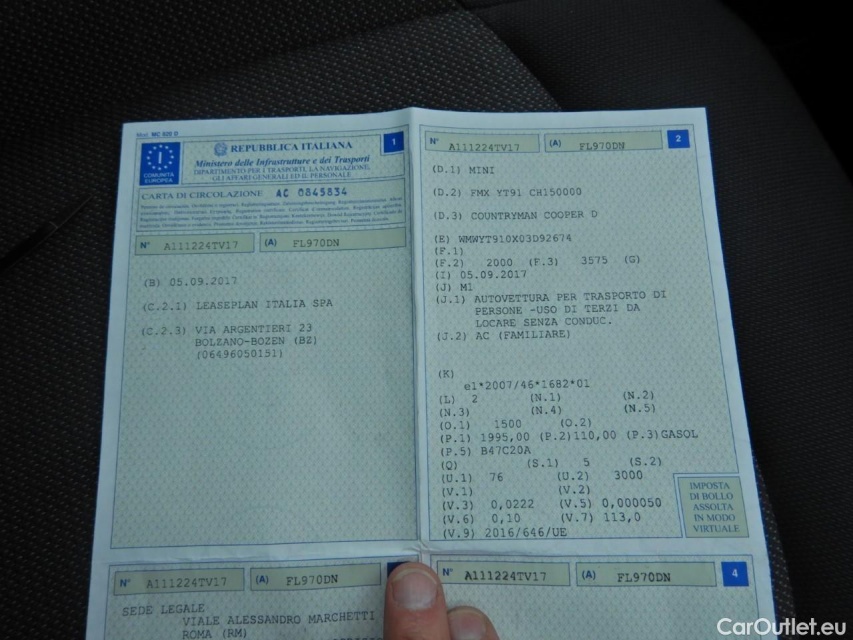 Mod. MC 820 D
REPUBBLICA ITALIANA
1
Ministero delle Infrastrutture e dei Trasporti
DIPARTIMENTO PER I TRASPORTI, LA NAVIGAZIONE,
GLI AFFARI GENERALI ED IL PERSONALE
I
COMUNITÀ
EUROPEA
CARTA DI CIRCOLAZIONE AC 0845834
N° A111224TV17 (A) FL970DN
(B) 05.09.2017
(C.2.1) LEASEPLAN ITALIA SPA
(C.2.3) VIA ARGENTIERI 23
BOLZANO-BOZEN (BZ)
(06496050151)
N° A111224TV17 (A) FL970DN 2
(D.1) MINI
(D.2) FMX YT91 CH150000
(D.3) COUNTRYMAN COOPER D
(E) WMWYT910X03D92674
(F.1)
(F.2) 2000 (F.3) 3575 (G)
(I) 05.09.2017
(J) M1
(J.1) AUTOVETTURA PER TRASPORTO DI
PERSONE -USO DI TERZI DA
LOCARE SENZA CONDUC.
(J.2) AC (FAMILIARE)
(K)
e1*2007/46*1682*01
(L) 2 (N.1) (N.2)
(N.3) (N.4) (N.5)
(O.1) 1500 (O.2)
(P.1) 1995,00 (P.2)110,00 (P.3)GASOL
(P.5) B47C20A
(Q) (S.1) 5 (S.2)
(U.1) 76 (U.2) 3000
(V.1) (V.2)
(V.3) 0,0222 (V.5) 0,000050
(V.6) 0,10 (V.7) 113,0
(V.9) 2016/646/UE
IMPOSTA
DI BOLLO
ASSOLTA
IN MODO
VIRTUALE
N° A111224TV17 (A) FL970DN
SEDE LEGALE
VIALE ALESSANDRO MARCHETTI
ROMA (RM)
N° A111224TV17 (A) FL970DN 4
CarOutlet.eu